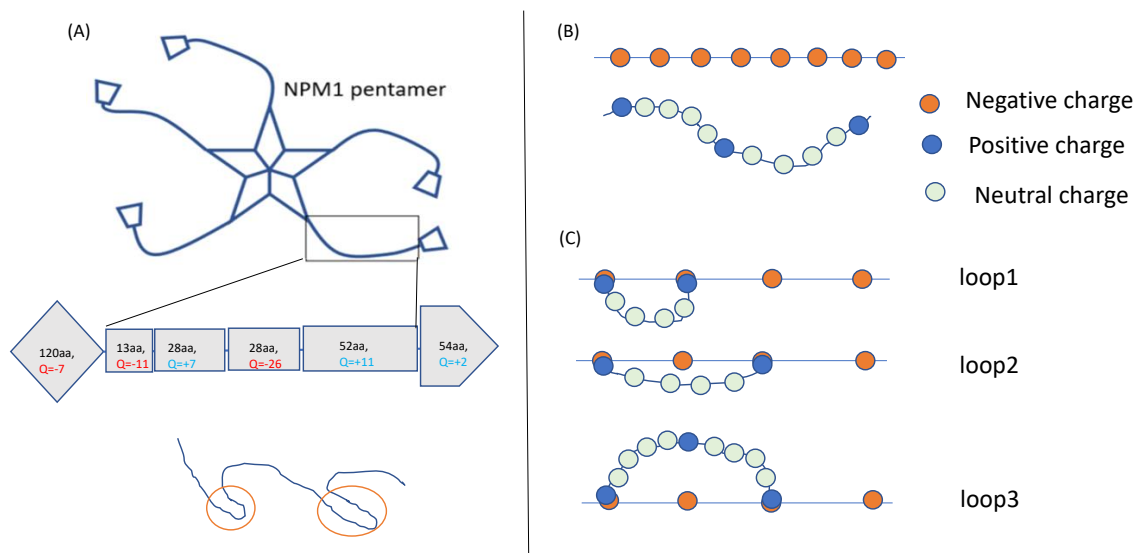 (A)
NPM1 pentamer
120aa,
Q=-7
13aa,
Q=-11
28aa,
Q=+7
28aa,
Q=-26
52aa,
Q=+11
54aa,
Q=+2
(B)
Negative charge
Positive charge
Neutral charge
(C)
loop1
loop2
loop3